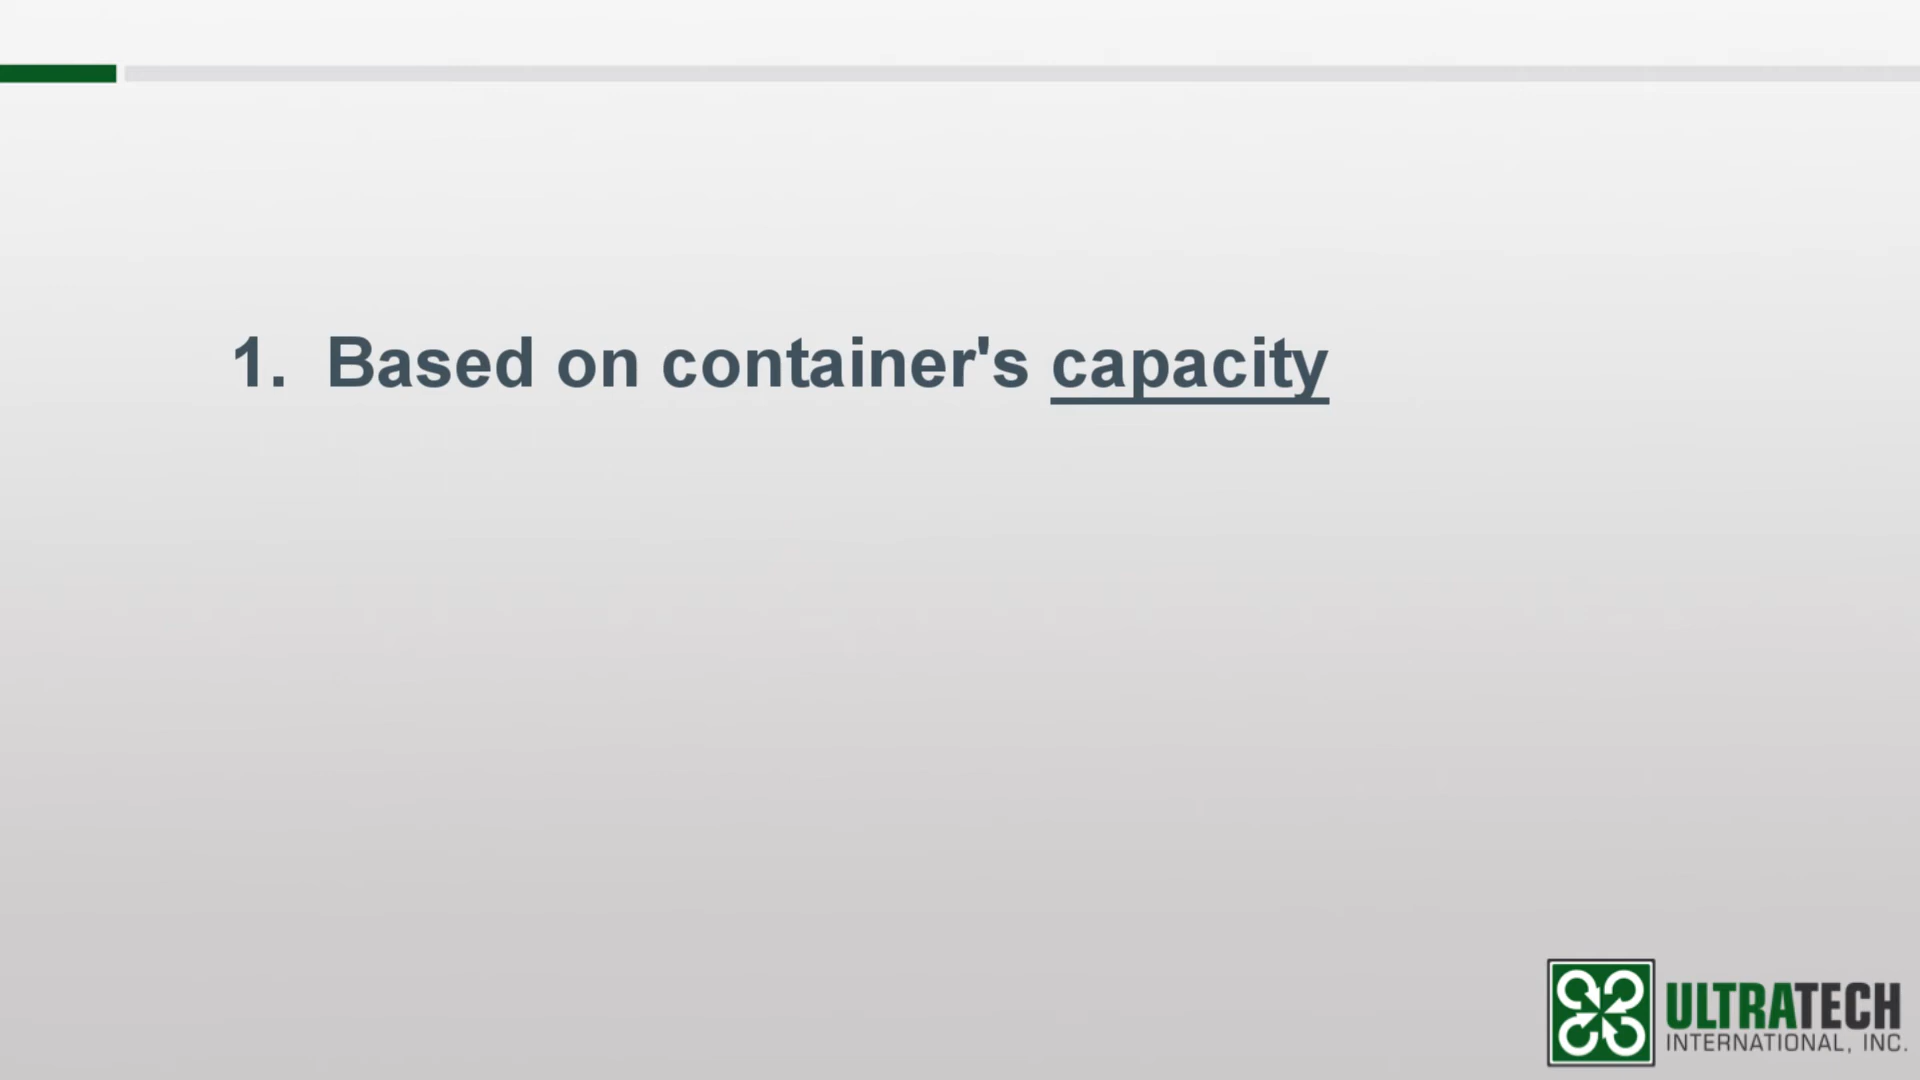 1. Based on container's capacity
ULTRATECH
INTERNATIONAL, INC.